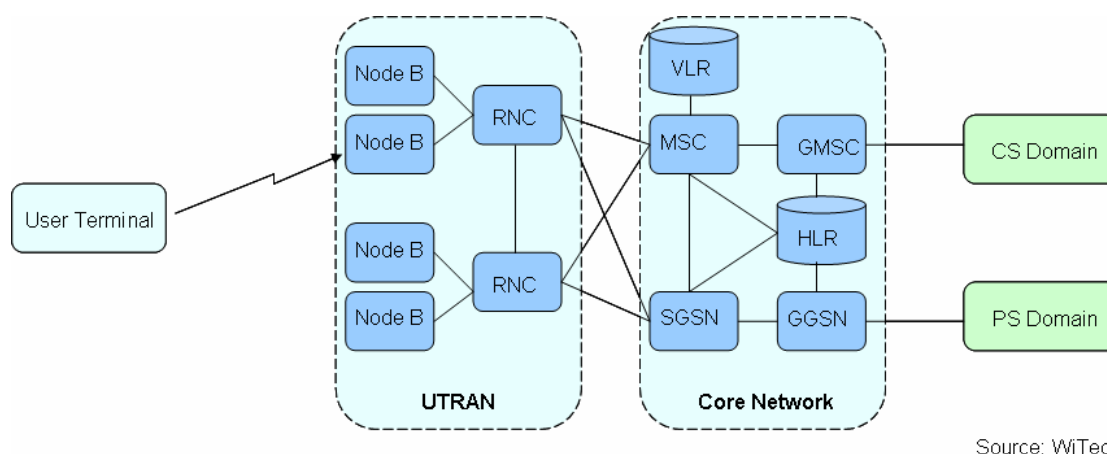 Node B
VLR
Node B
RNC
MSC
GMSC
CS Domain
User Terminal
Node B
HLR
RNC
Node B
SGSN
GGSN
PS Domain
UTRAN
Core Network
Source: WiTec